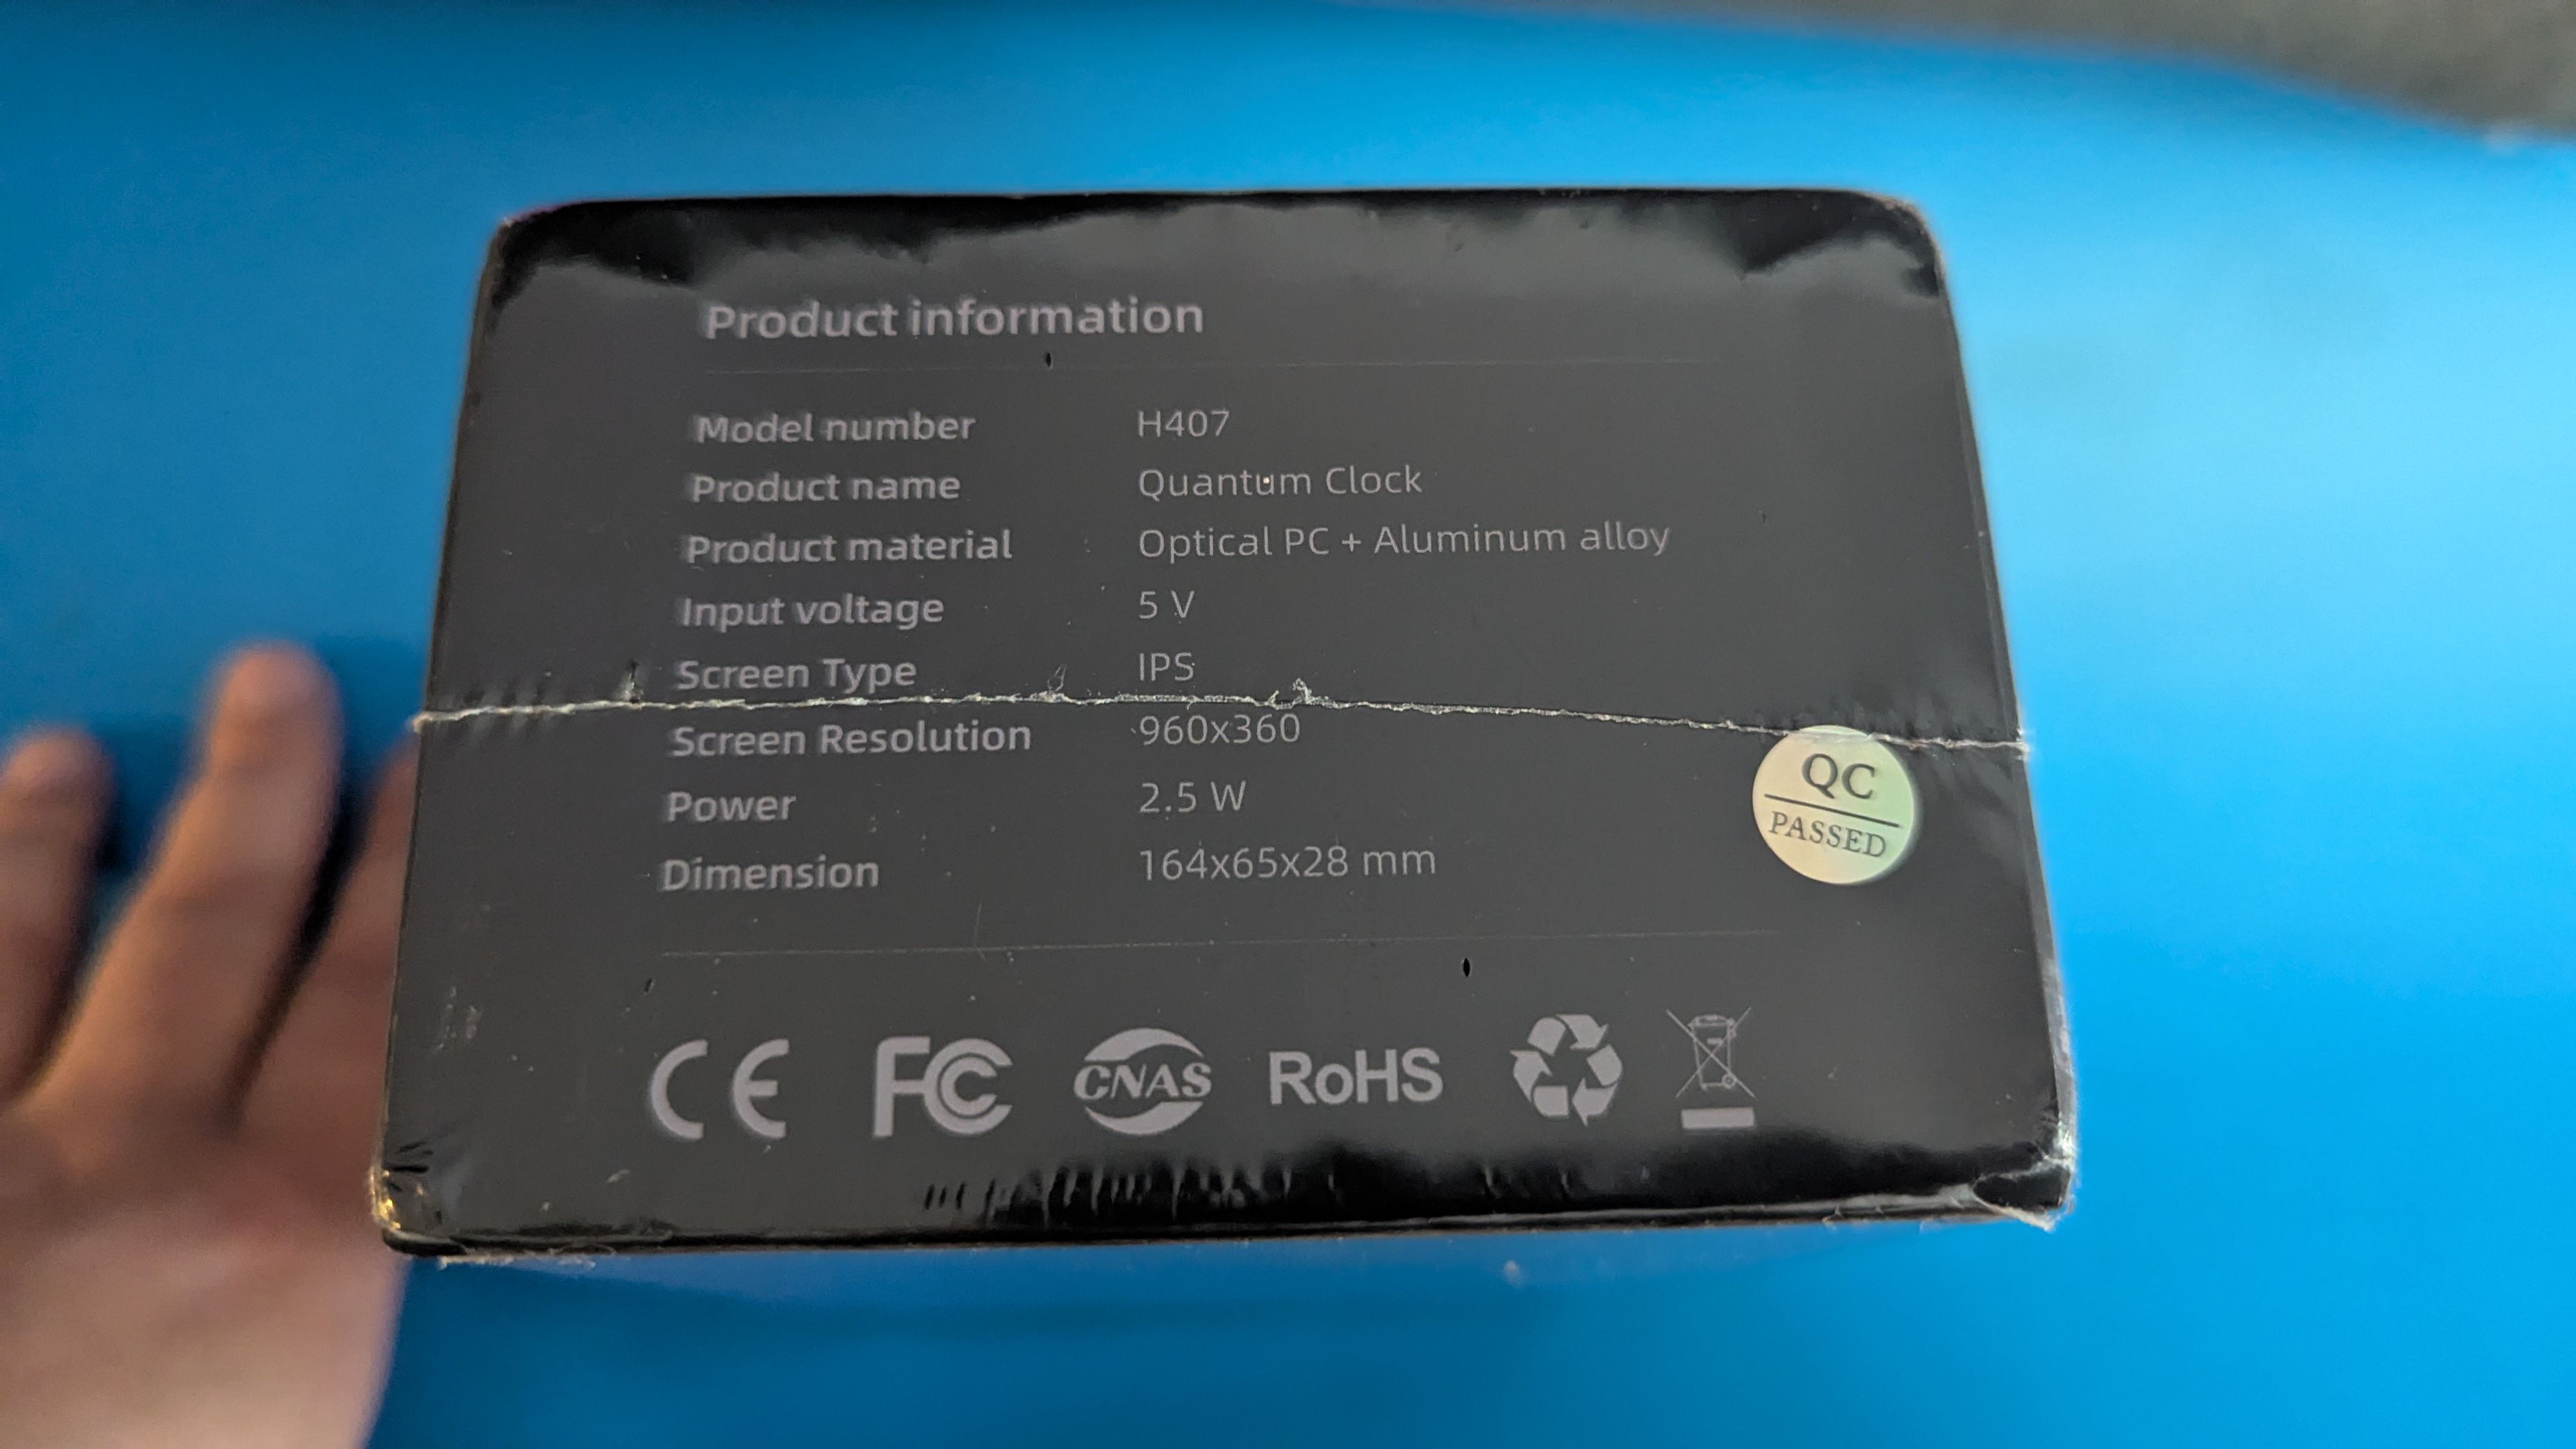 Product information
Model number H407
Product name Quantum Clock
Product material Optical PC + Aluminum alloy
Input voltage 5 V
Screen Type IPS
Screen Resolution 960x360
Power 2.5 W
Dimension 164x65x28 mm
QC
PASSED
CE FC CNAS RoHS